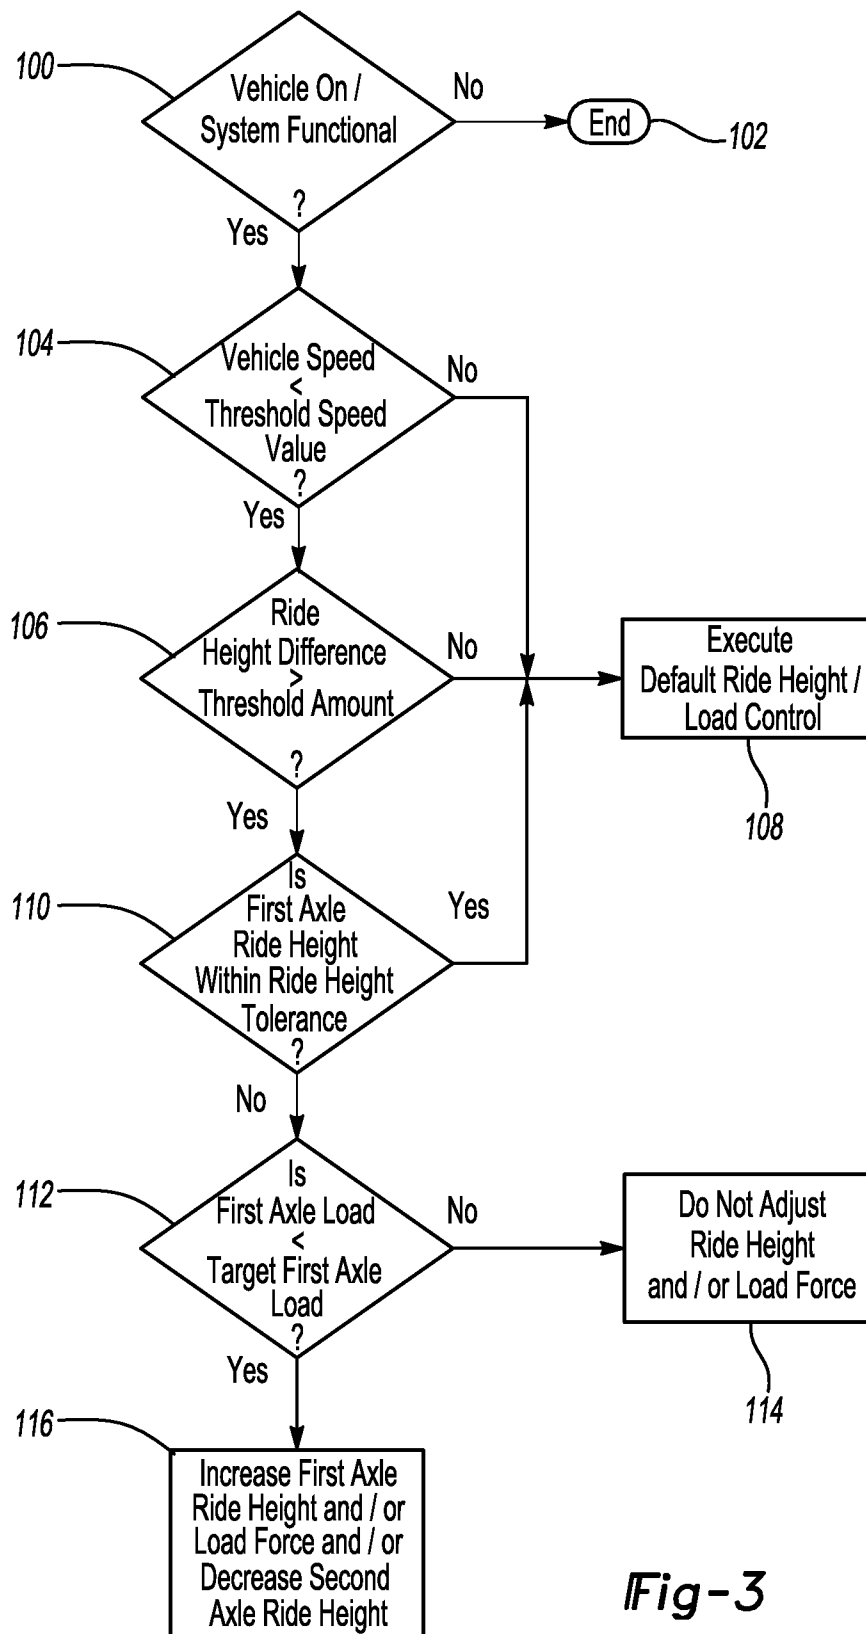 100
Vehicle On /
System Functional
?
No
End
102
Yes
104
Vehicle Speed
<
Threshold Speed
Value
?
No
Yes
106
Ride
Height Difference
>
Threshold Amount
?
No
Execute
Default Ride Height /
Load Control
108
Yes
110
Is
First Axle
Ride Height
Within Ride Height
Tolerance
?
Yes
No
112
Is
First Axle Load
<
Target First Axle
Load
?
No
Do Not Adjust
Ride Height
and / or Load Force
114
Yes
116
Increase First Axle
Ride Height and / or
Load Force and / or
Decrease Second
Axle Ride Height
Fig-3